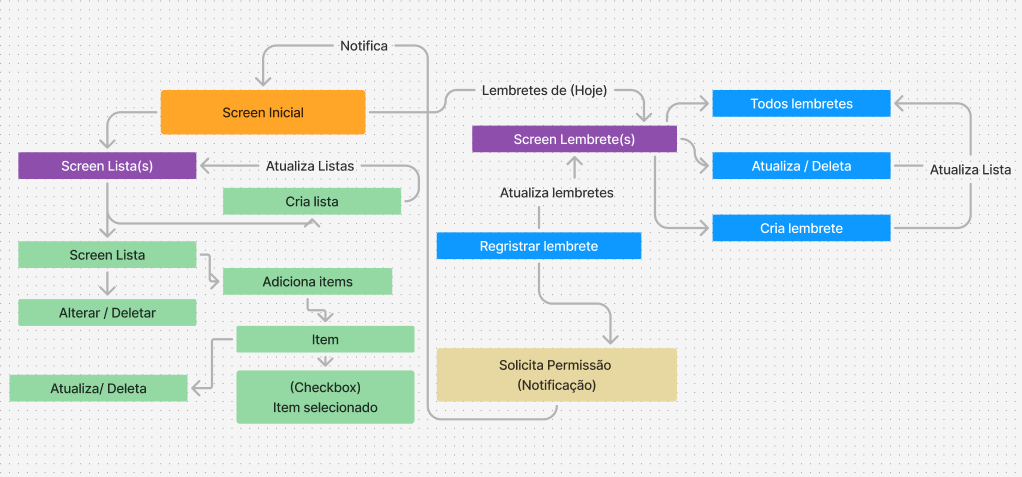 Notifica
Screen Inicial
Lembretes de (Hoje)
Todos lembretes
Screen Lembrete(s)
Screen Lista(s)
Atualiza Listas
Atualiza / Deleta
Atualiza Lista
Cria lista
Atualiza lembretes
Cria lembrete
Screen Lista
Regristrar lembrete
Adiciona items
Alterar / Deletar
Item
Solicita Permissão
(Notificação)
Atualiza/ Deleta
(Checkbox)
Item selecionado